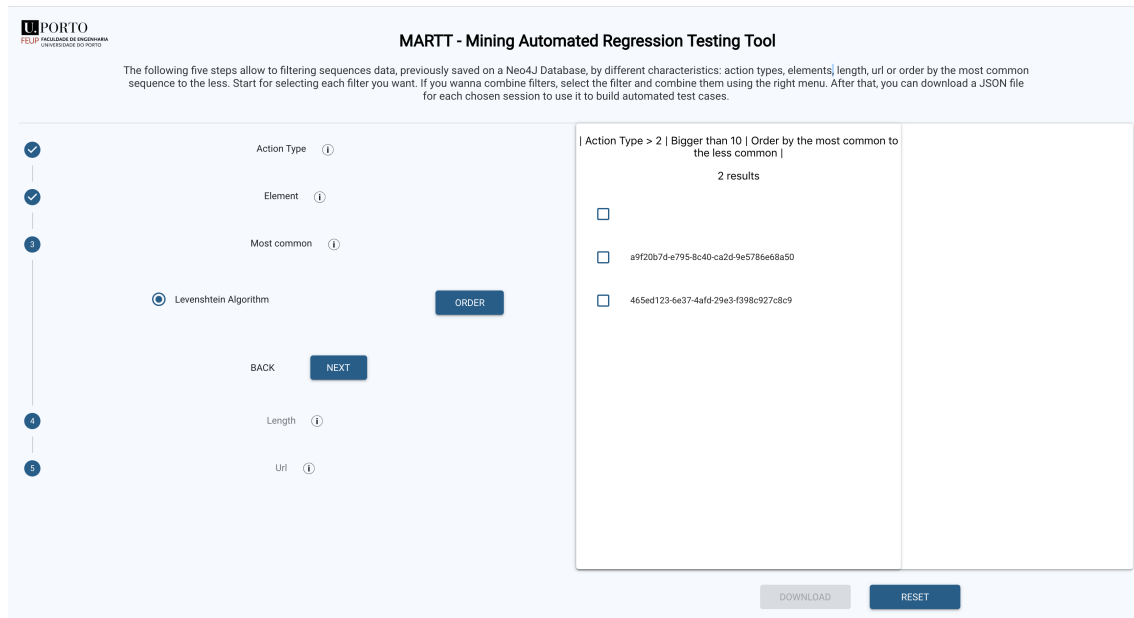 U. PORTO
FEUP FACULDADE DE ENGENHARIA
UNIVERSIDADE DO PORTO
MARTT - Mining Automated Regression Testing Tool
The following five steps allow to filtering sequences data, previously saved on a Neo4J Database, by different characteristics: action types, elements, length, url or order by the most common
sequence to the less. Start for selecting each filter you want. If you wanna combine filters, select the filter and combine them using the right menu. After that, you can download a JSON file
for each chosen session to use it to build automated test cases.
Action Type i
Element i
3 Most common i
Levenshtein Algorithm ORDER
BACK NEXT
4 Length i
5 Url i
| Action Type > 2 | Bigger than 10 | Order by the most common to
the less common |
2 results
a9f20b7d-e795-8c40-ca2d-9e5786e68a50
465ed123-6e37-4afd-29e3-f398c927c8c9
DOWNLOAD RESET